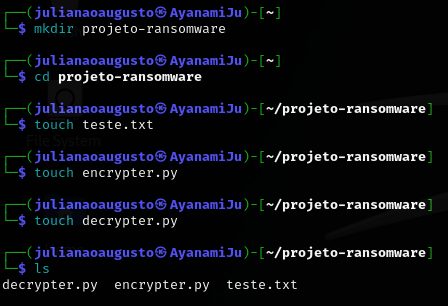 ┌──(julianaoaugusto㉿AyanamiJu)-[~]
└─$ mkdir projeto-ransomware
┌──(julianaoaugusto㉿AyanamiJu)-[~]
└─$ cd projeto-ransomware
┌──(julianaoaugusto㉿AyanamiJu)-[~/projeto-ransomware]
└─$ touch teste.txt
File System
┌──(julianaoaugusto㉿AyanamiJu)-[~/projeto-ransomware]
└─$ touch encrypter.py
┌──(julianaoaugusto㉿AyanamiJu)-[~/projeto-ransomware]
└─$ touch decrypter.py
┌──(julianaoaugusto㉿AyanamiJu)-[~/projeto-ransomware]
└─$ ls
decrypter.py  encrypter.py  teste.txt